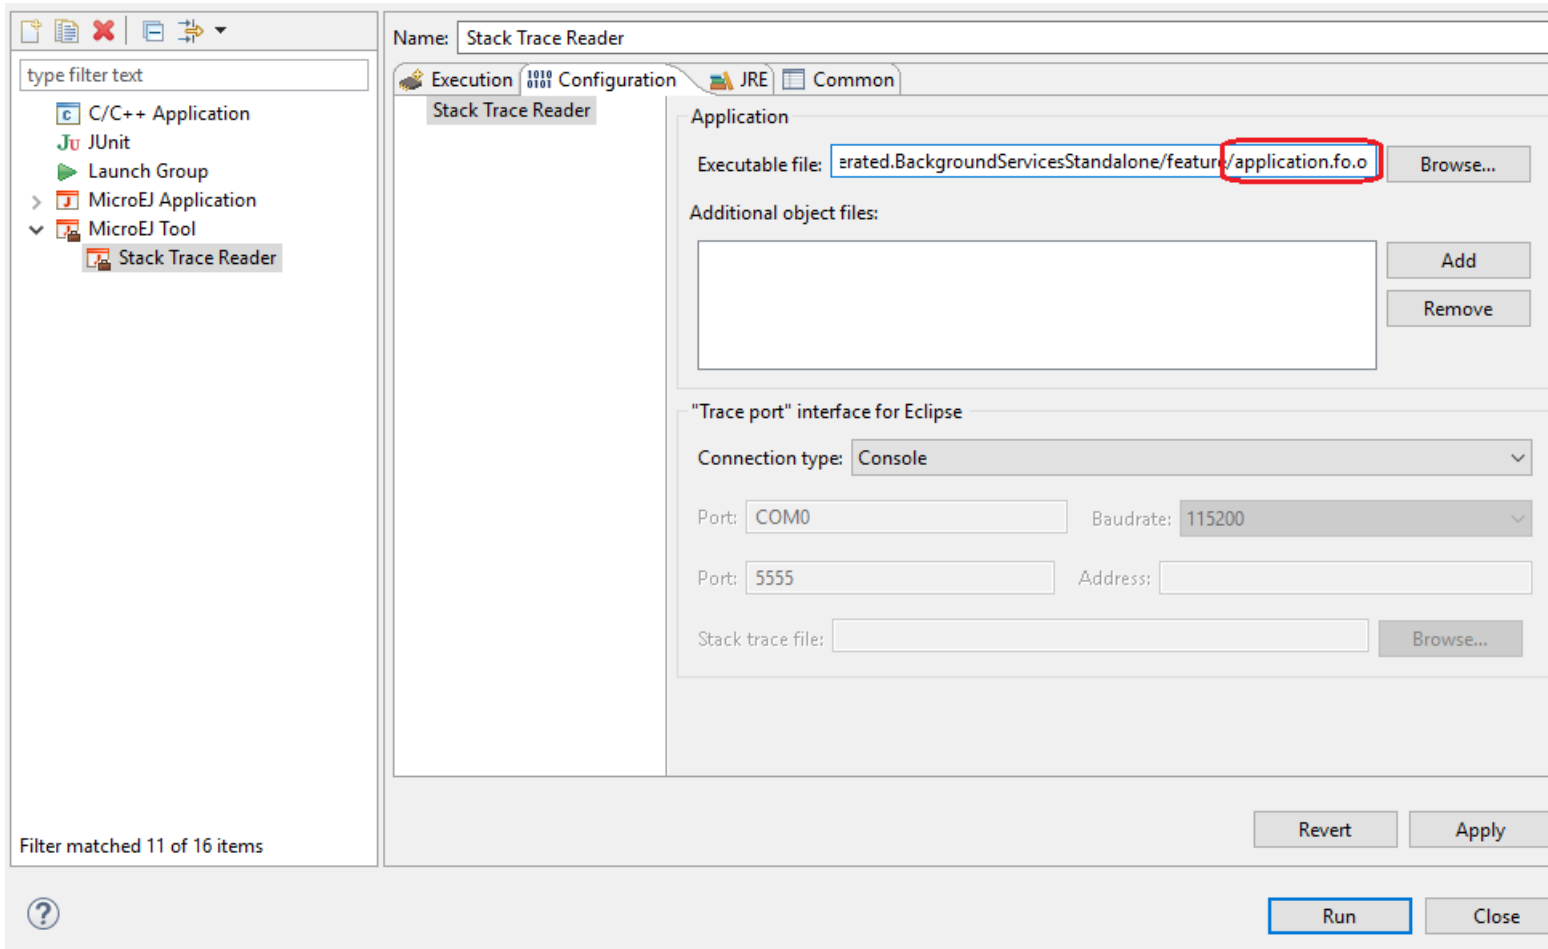 Name: Stack Trace Reader
type filter text
C/C++ Application
JUnit
Launch Group
MicroEJ Application
MicroEJ Tool
Stack Trace Reader
Filter matched 11 of 16 items
Execution Configuration JRE Common
Stack Trace Reader
Application
Executable file: erated.BackgroundServicesStandalone/feature/application.fo.o Browse...
Additional object files:
Add
Remove
"Trace port" interface for Eclipse
Connection type: Console
Port: COM0 Baudrate: 115200
Port: 5555 Address:
Stack trace file: Browse...
Revert Apply
Run Close